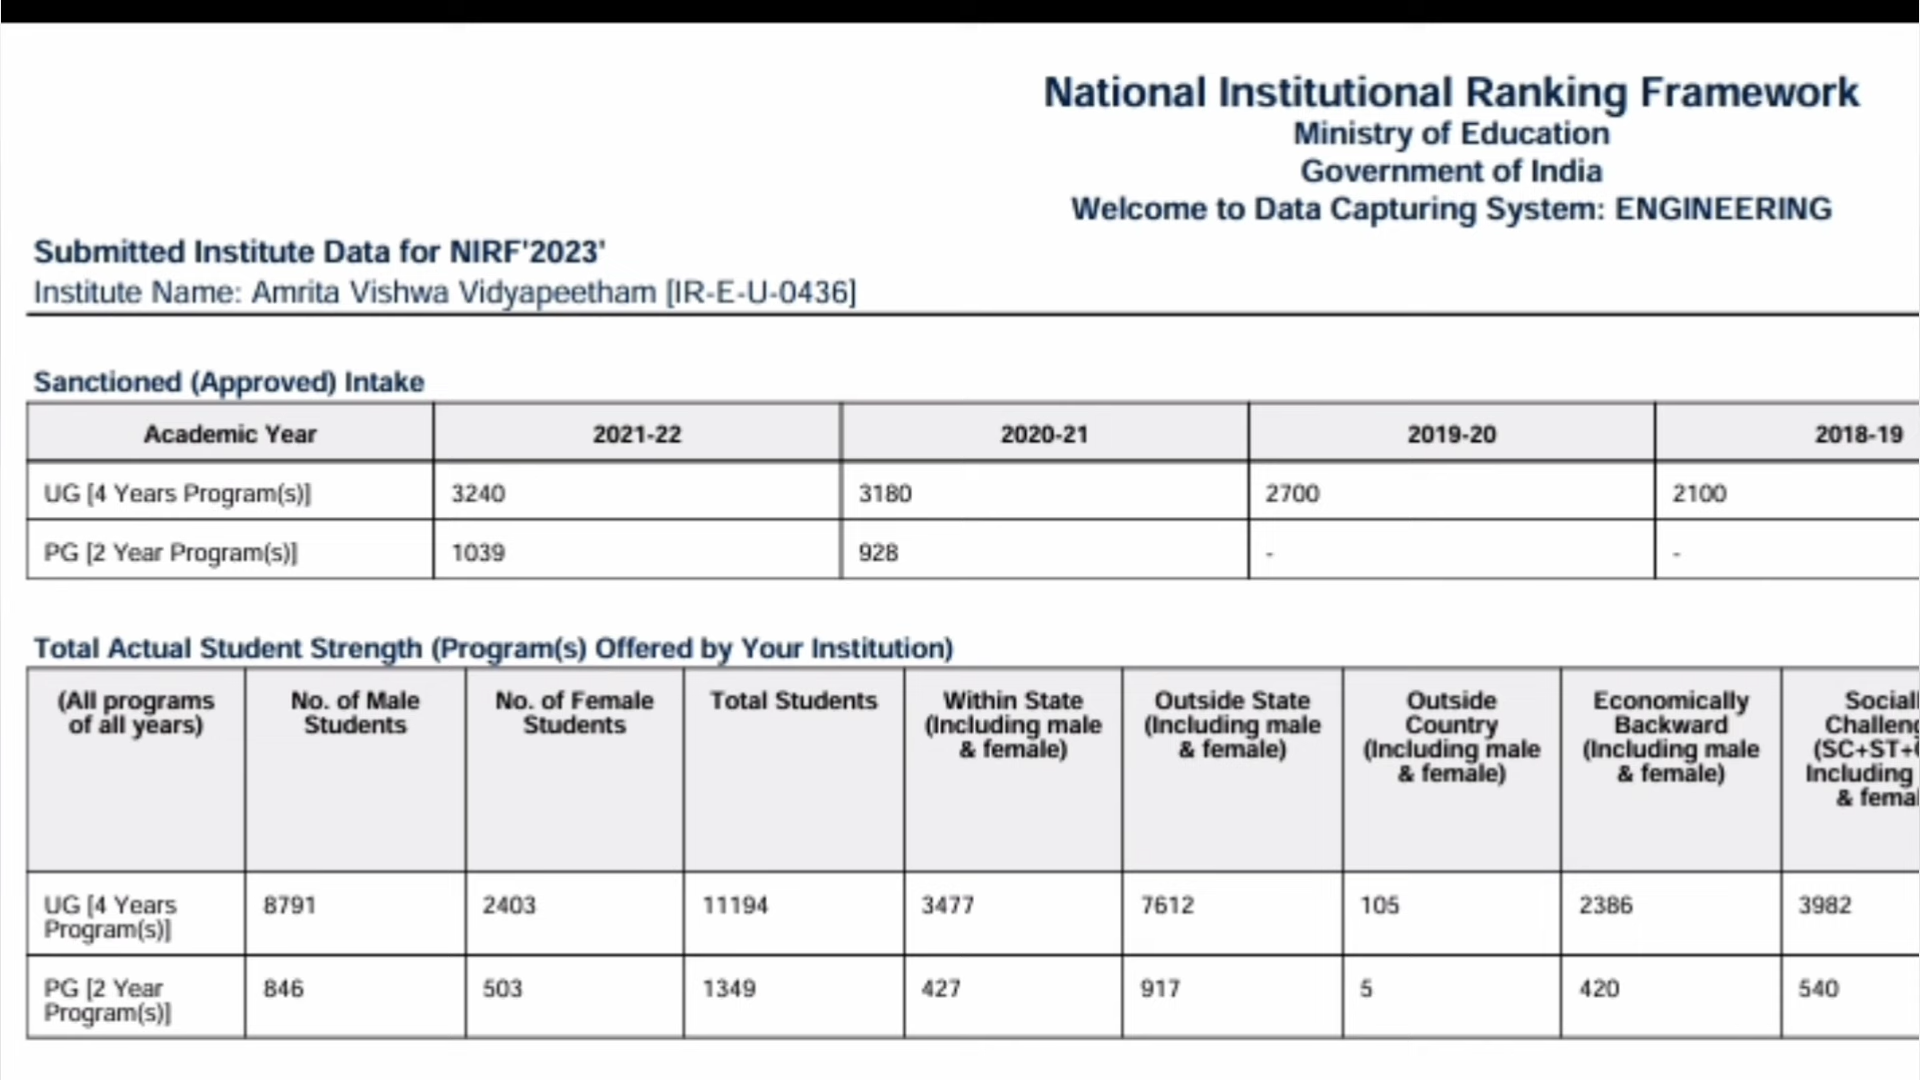 National Institutional Ranking Framework
Ministry of Education
Government of India
Welcome to Data Capturing System: ENGINEERING
Submitted Institute Data for NIRF'2023'
Institute Name: Amrita Vishwa Vidyapeetham [IR-E-U-0436]
Sanctioned (Approved) Intake
Academic Year 2021-22 2020-21 2019-20 2018-19
UG [4 Years Program(s)] 3240 3180 2700 2100
PG [2 Year Program(s)] 1039 928 - -
Total Actual Student Strength (Program(s) Offered by Your Institution)
(All programs No. of Male No. of Female Total Students Within State Outside State Outside Economically
of all years) Students Students (Including male (Including male Country Backward
& female) & female) (Including male (Including male (SC+ST+
& female) & female) Including
&
UG [4 Years 8791 2403 11194 3477 7612 105 2386 3982
Program(s)]
PG [2 Year 846 503 1349 427 917 5 420 540
Program(s)]